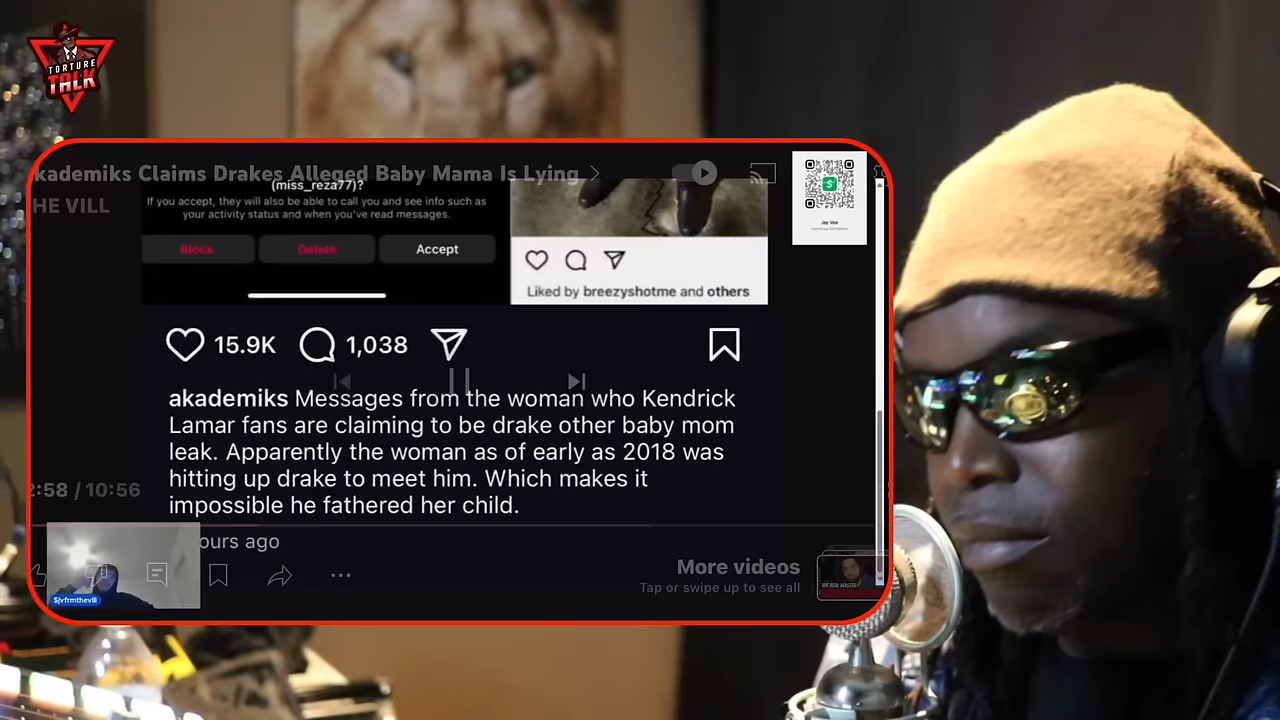 TORTURE
TALK
kademiks Claims Drakes Alleged Baby Mama Is Lying
HE VILL
(miss_reza77)?
If you accept, they will also be able to call you and see info such as
your activity status and when you've read messages.
Block Delete Accept
Liked by breezyshotme and others
Jay Vee
15.9K 1,038
akademiks Messages from the woman who Kendrick
Lamar fans are claiming to be drake other baby mom
leak. Apparently the woman as of early as 2018 was
hitting up drake to meet him. Which makes it
impossible he fathered her child.
2:58 / 10:56
ours ago
More videos
Tap or swipe up to see all
$jvfrmthevill